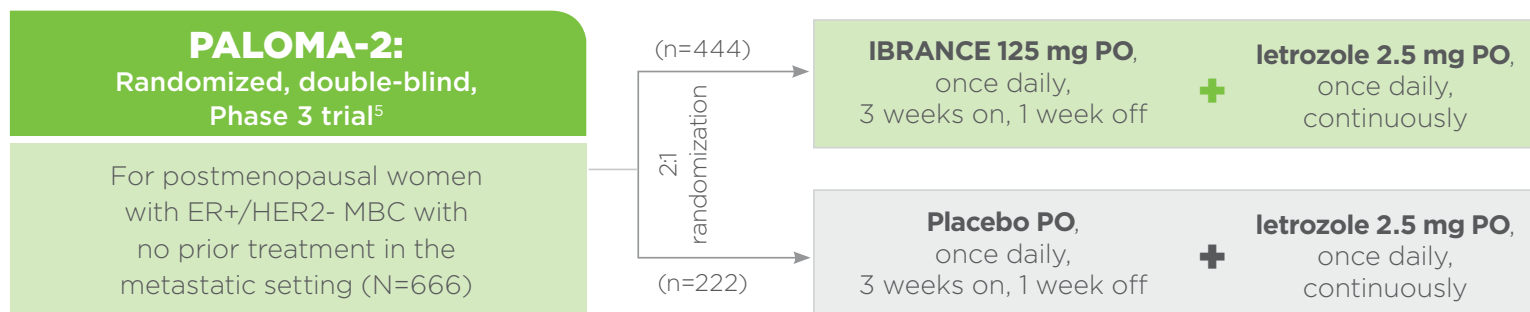 PALOMA-2:
Randomized, double-blind,
Phase 3 trial5
For postmenopausal women
with ER+/HER2- MBC with
no prior treatment in the
metastatic setting (N=666)
(n=444)
2:1
randomization
(n=222)
IBRANCE 125 mg PO,
once daily,
3 weeks on, 1 week off
+
letrozole 2.5 mg PO,
once daily,
continuously
Placebo PO,
once daily,
3 weeks on, 1 week off
+
letrozole 2.5 mg PO,
once daily,
continuously